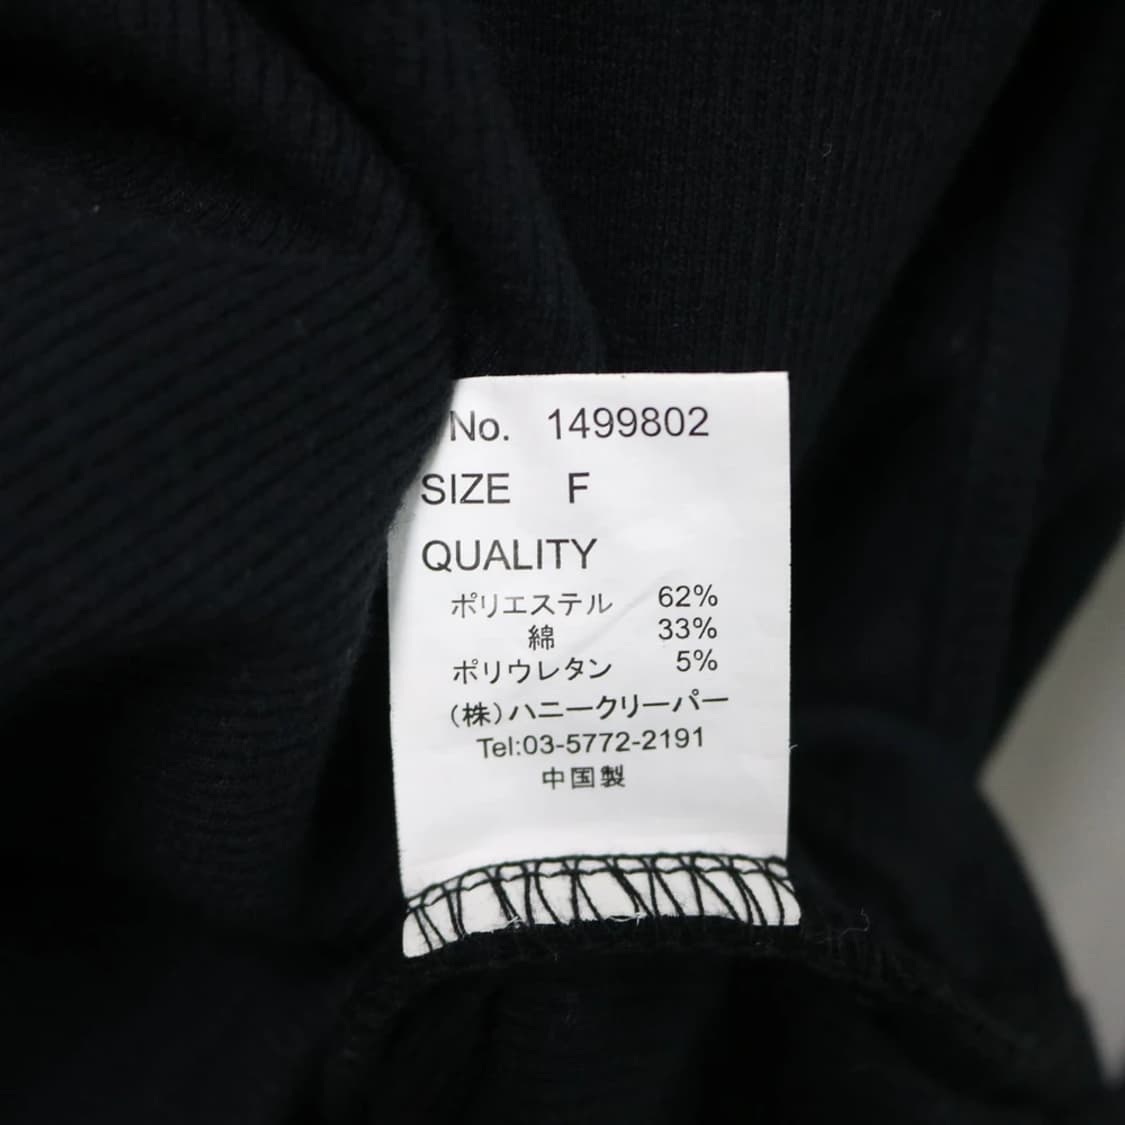 No. 1499802
SIZE F
QUALITY
ポリエステル 62%
綿 33%
ポリウレタン 5%
(株)ハニークリーパー
Tel:03-5772-2191
中国製